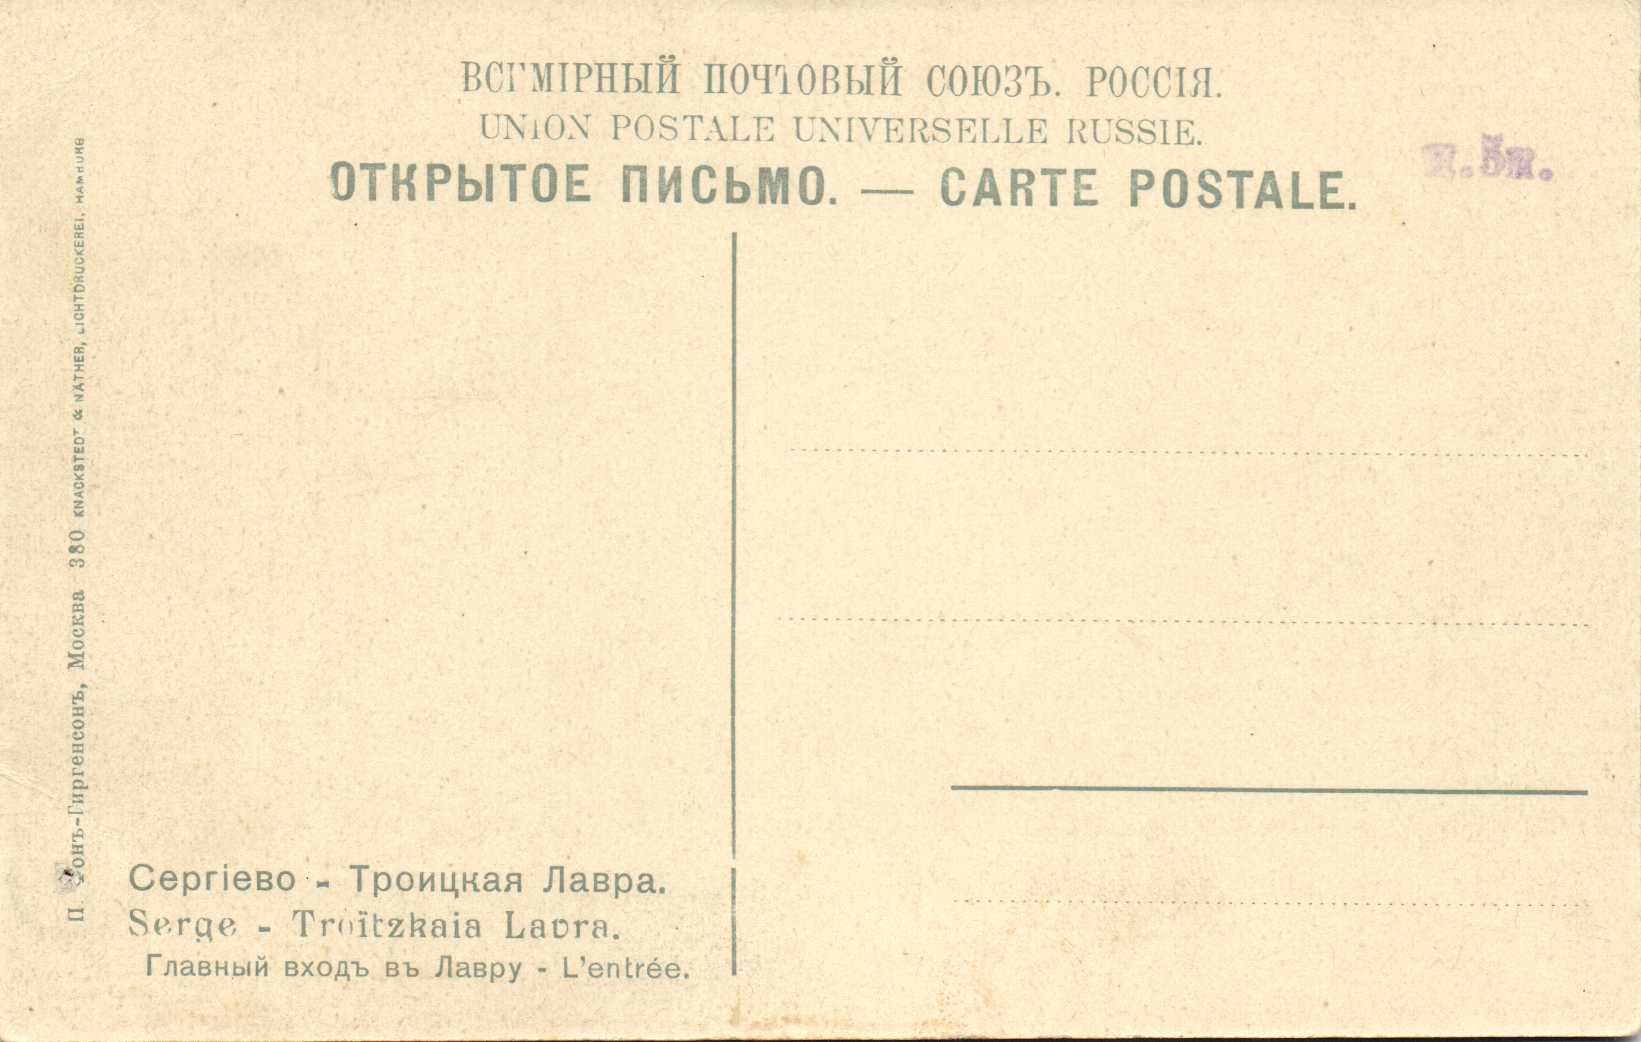 ВСЕМІРНЫЙ ПОЧТОВЫЙ СОЮЗЪ. РОССІЯ.
UNION POSTALE UNIVERSELLE RUSSIE.
ОТКРЫТОЕ ПИСЬМО. — CARTE POSTALE.
П Фонъ-Гиргенсонъ, Москва 380 KNACKSTEDT & NÄTHER, LICHTDRUCKEREI, HAMBURG
Сергіево - Троицкая Лавра.
Serge - Troïtzkaia Lavra.
Главный входъ въ Лавру - L'entrée.